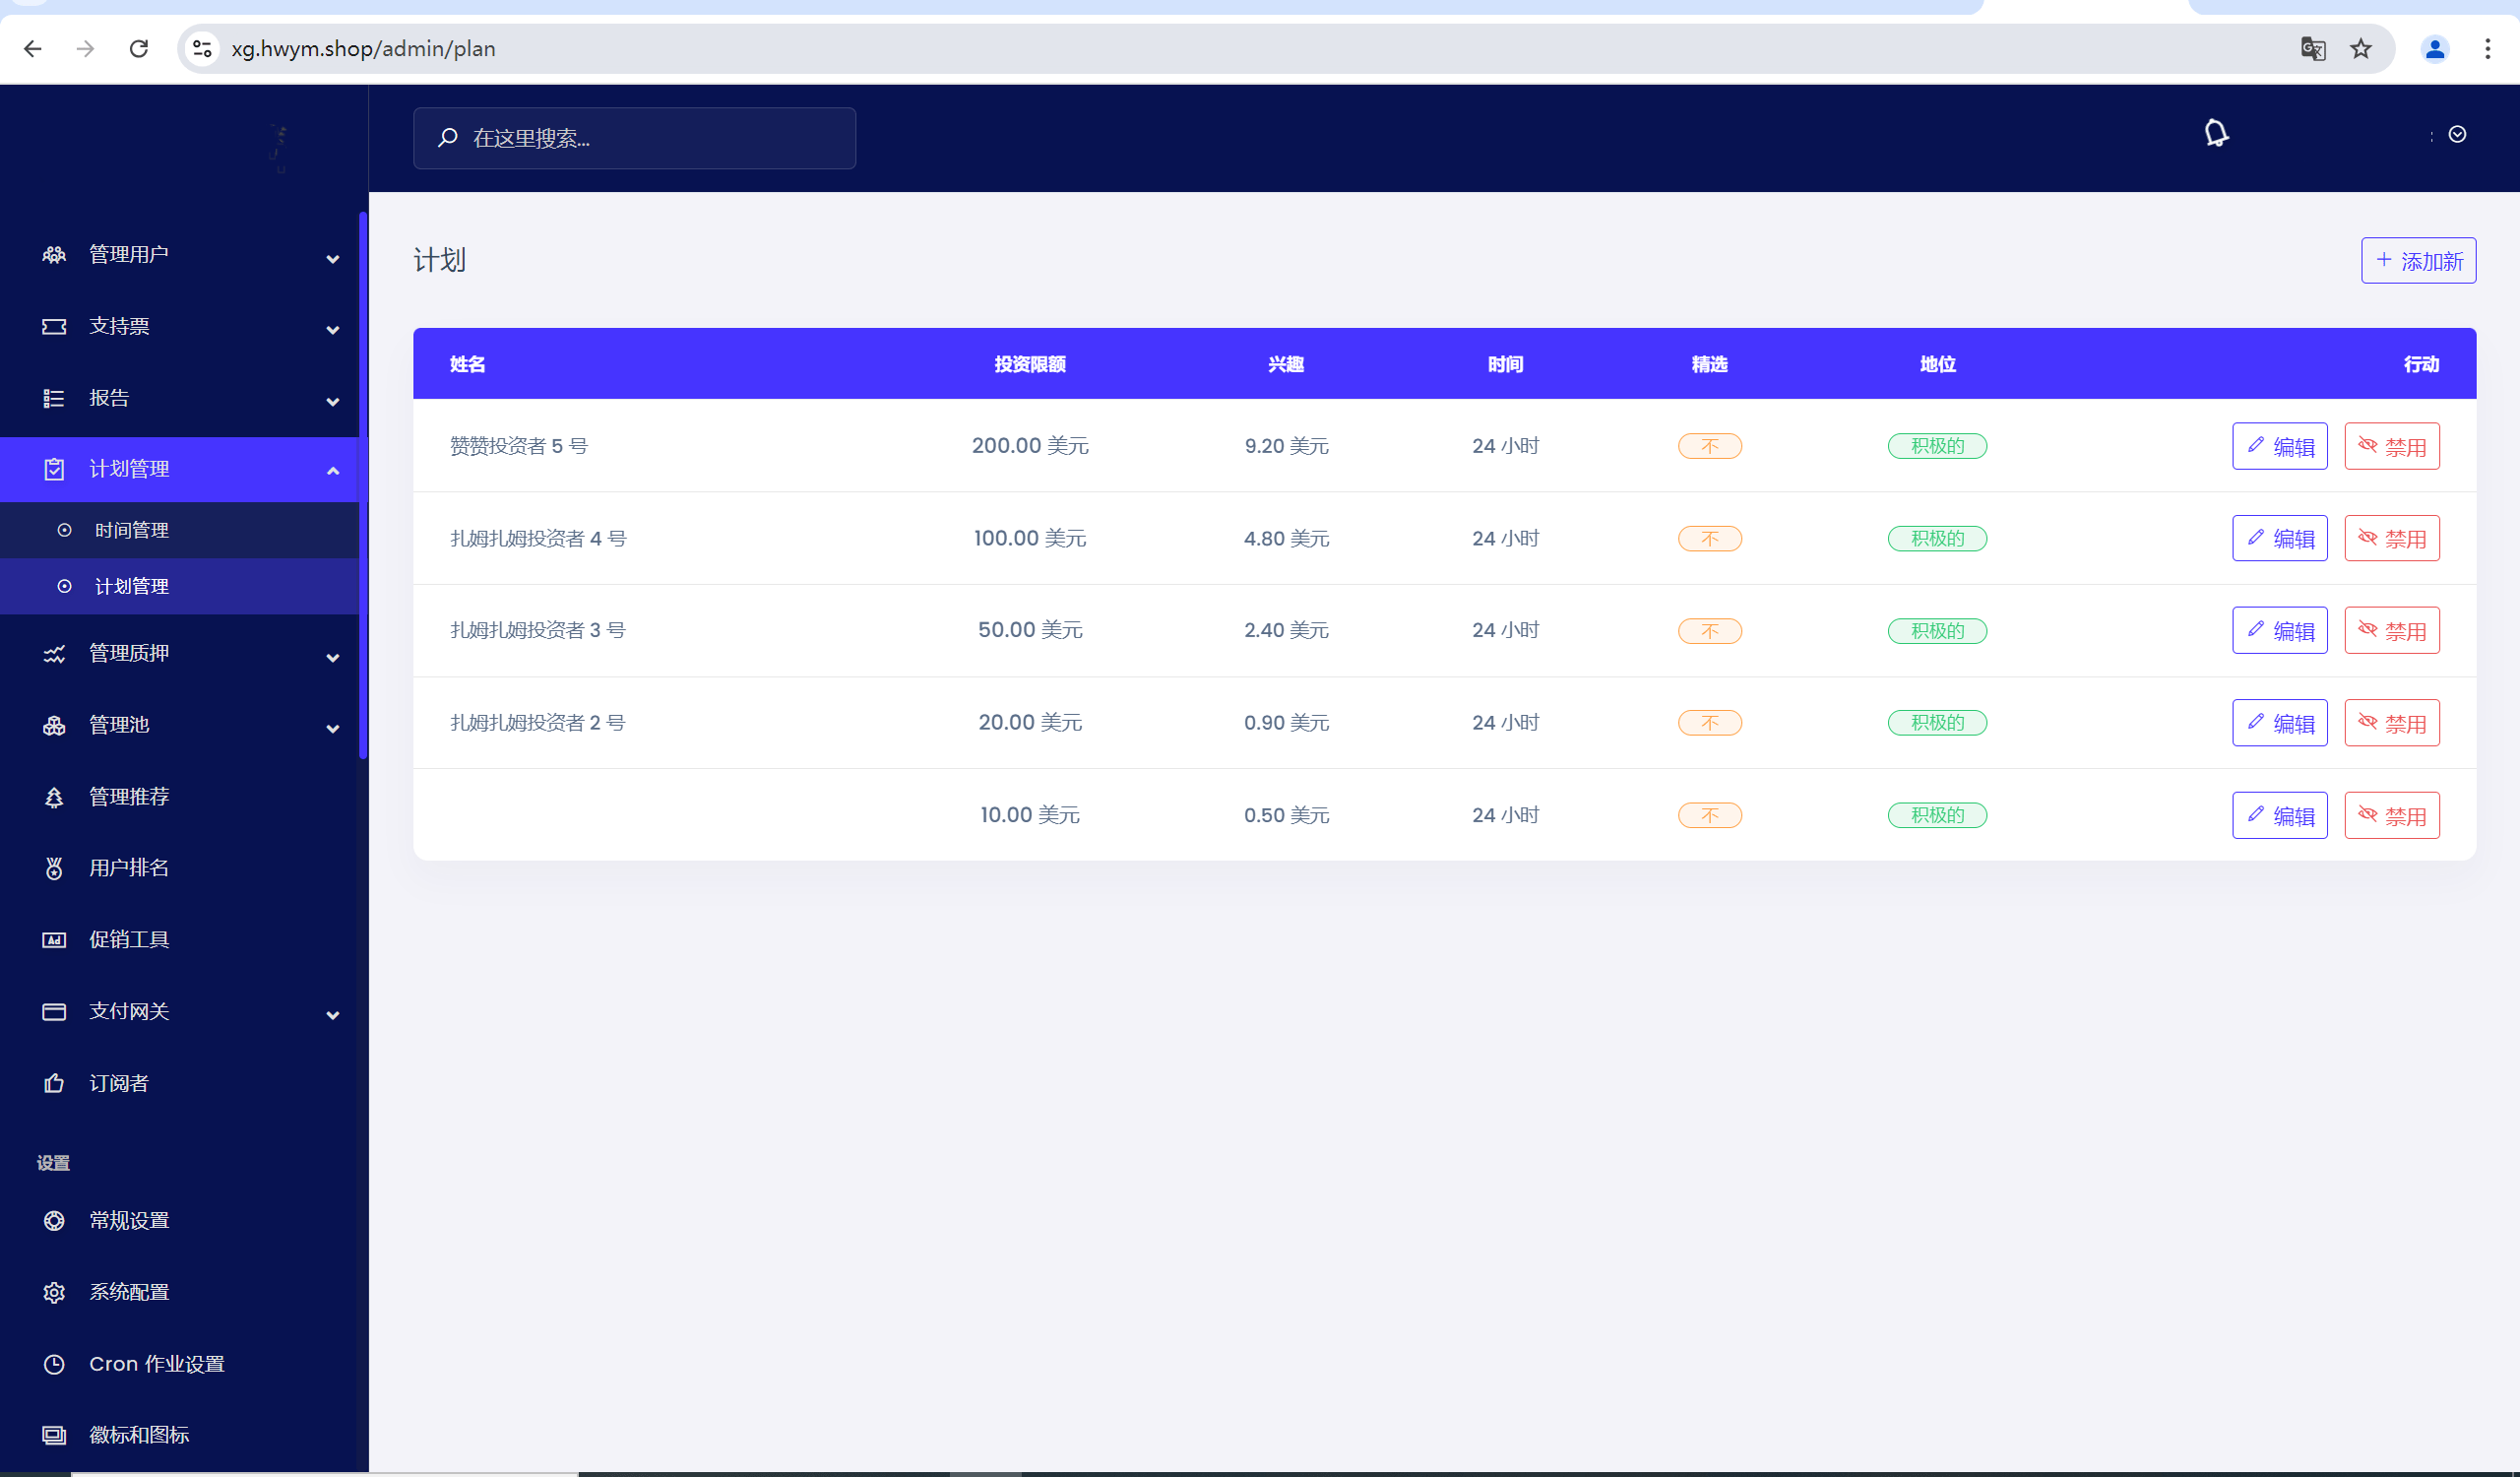 xg.hwym.shop/admin/plan
在这里搜索...
管理用户
支持票
报告
计划管理
时间管理
计划管理
管理质押
管理池
管理推荐
用户排名
促销工具
支付网关
订阅者
设置
常规设置
系统配置
Cron 作业设置
徽标和图标
计划
添加新
姓名 投资限额 兴趣 时间 精选 地位 行动
赞赞投资者 5 号 200.00 美元 9.20 美元 24 小时 不 积极的 编辑 禁用
扎姆扎姆投资者 4 号 100.00 美元 4.80 美元 24 小时 不 积极的 编辑 禁用
扎姆扎姆投资者 3 号 50.00 美元 2.40 美元 24 小时 不 积极的 编辑 禁用
扎姆扎姆投资者 2 号 20.00 美元 0.90 美元 24 小时 不 积极的 编辑 禁用
10.00 美元 0.50 美元 24 小时 不 积极的 编辑 禁用